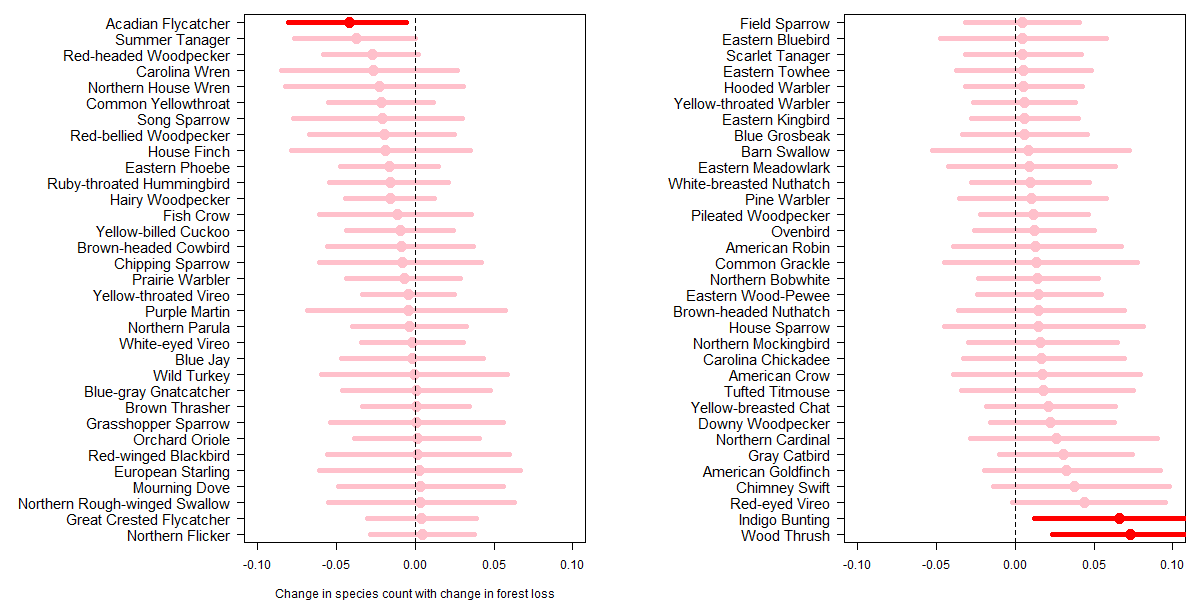 Acadian Flycatcher
Summer Tanager
Red-headed Woodpecker
Carolina Wren
Northern House Wren
Common Yellowthroat
Song Sparrow
Red-bellied Woodpecker
House Finch
Eastern Phoebe
Ruby-throated Hummingbird
Hairy Woodpecker
Fish Crow
Yellow-billed Cuckoo
Brown-headed Cowbird
Chipping Sparrow
Prairie Warbler
Yellow-throated Vireo
Purple Martin
Northern Parula
White-eyed Vireo
Blue Jay
Wild Turkey
Blue-gray Gnatcatcher
Brown Thrasher
Grasshopper Sparrow
Orchard Oriole
Red-winged Blackbird
European Starling
Mourning Dove
Northern Rough-winged Swallow
Great Crested Flycatcher
Northern Flicker
-0.10 -0.05 0.00 0.05 0.10
Change in species count with change in forest loss
Field Sparrow
Eastern Bluebird
Scarlet Tanager
Eastern Towhee
Hooded Warbler
Yellow-throated Warbler
Eastern Kingbird
Blue Grosbeak
Barn Swallow
Eastern Meadowlark
White-breasted Nuthatch
Pine Warbler
Pileated Woodpecker
Ovenbird
American Robin
Common Grackle
Northern Bobwhite
Eastern Wood-Pewee
Brown-headed Nuthatch
House Sparrow
Northern Mockingbird
Carolina Chickadee
American Crow
Tufted Titmouse
Yellow-breasted Chat
Downy Woodpecker
Northern Cardinal
Gray Catbird
American Goldfinch
Chimney Swift
Red-eyed Vireo
Indigo Bunting
Wood Thrush
-0.10 -0.05 0.00 0.05 0.10